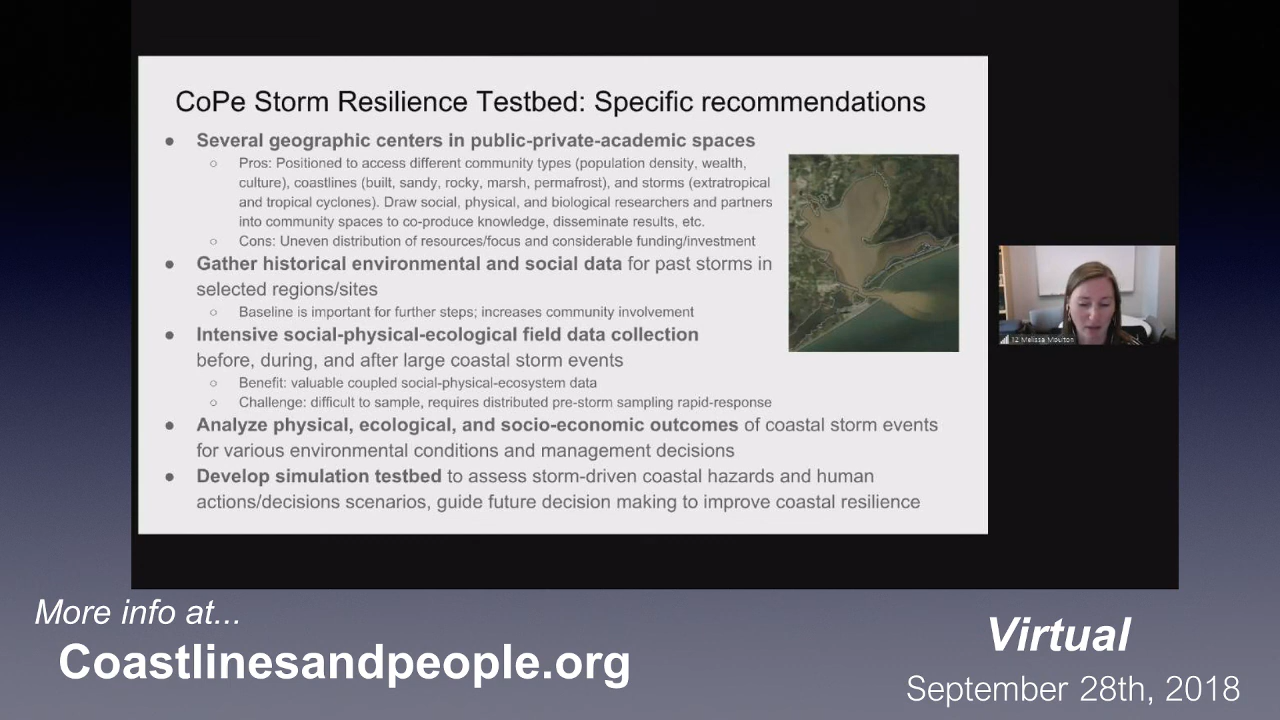 CoPe Storm Resilience Testbed: Specific recommendations
● Several geographic centers in public-private-academic spaces
○ Pros: Positioned to access different community types (population density, wealth,
culture), coastlines (built, sandy, rocky, marsh, permafrost), and storms (extratropical
and tropical cyclones). Draw social, physical, and biological researchers and partners
into community spaces to co-produce knowledge, disseminate results, etc.
○ Cons: Uneven distribution of resources/focus and considerable funding/investment
● Gather historical environmental and social data for past storms in
selected regions/sites
○ Baseline is important for further steps; increases community involvement
● Intensive social-physical-ecological field data collection
before, during, and after large coastal storm events
○ Benefit: valuable coupled social-physical-ecosystem data
○ Challenge: difficult to sample, requires distributed pre-storm sampling rapid-response
● Analyze physical, ecological, and socio-economic outcomes of coastal storm events
for various environmental conditions and management decisions
● Develop simulation testbed to assess storm-driven coastal hazards and human
actions/decisions scenarios, guide future decision making to improve coastal resilience
T2 Melissa Moulton
More info at...
Coastlinesandpeople.org
Virtual
September 28th, 2018